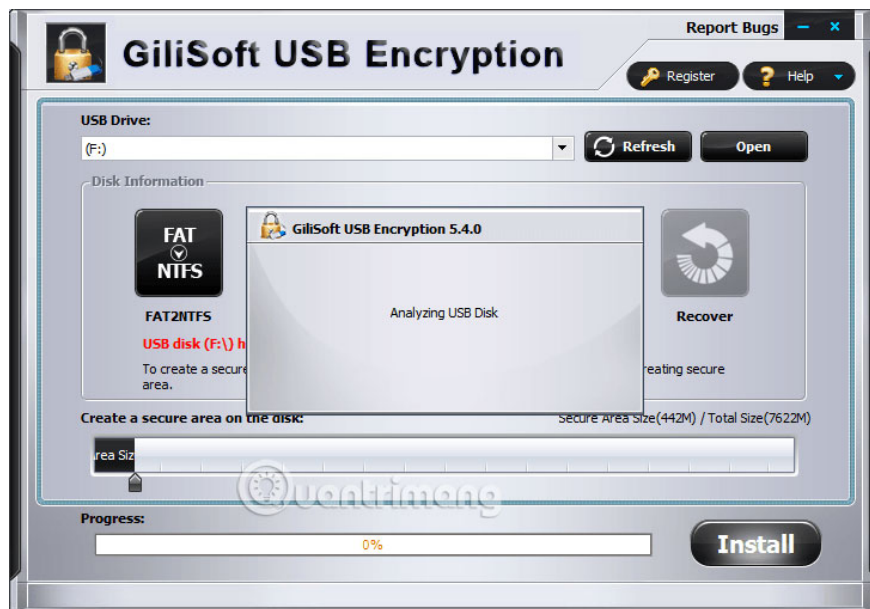 Report Bugs
GiliSoft USB Encryption
Register
Help
USB Drive:
(F:)
Refresh
Open
Disk Information
FAT
NTFS
GiliSoft USB Encryption 5.4.0
Analyzing USB Disk
FAT2NTFS
Recover
USB disk (F:\) h
To create a secure
reating secure
area.
Create a secure area on the disk:
Secure Area Size(442M) / Total Size(7622M)
rea Siz
Quantrimang
Progress:
0%
Install